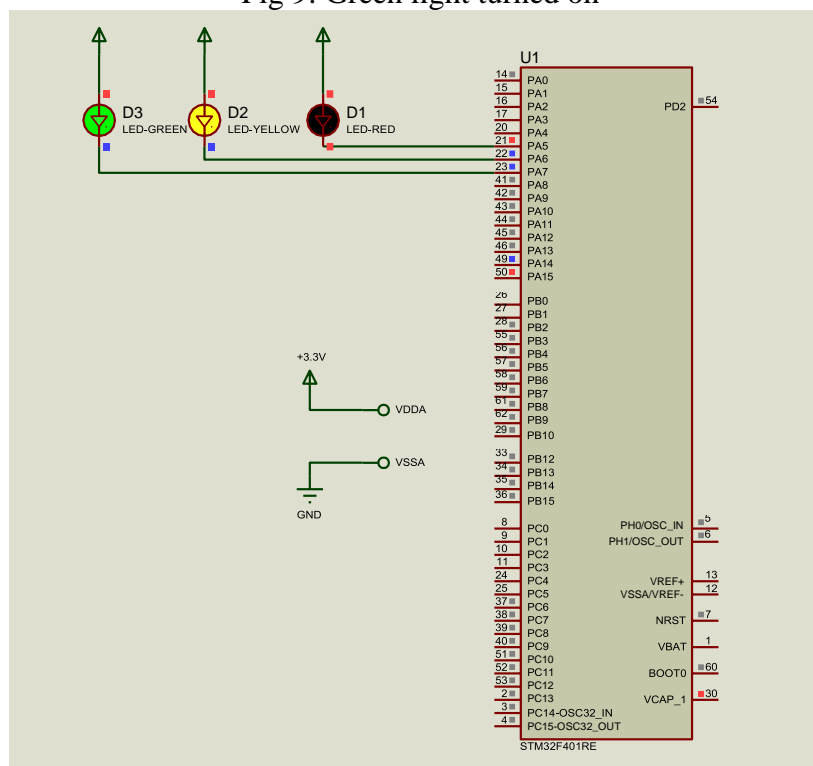 Fig 9: Green light turned on
U1
D3
LED-GREEN
D2
LED-YELLOW
D1
LED-RED
14 PA0
15 PA1
16 PA2
17 PA3
20 PA4
21 PA5
22 PA6
23 PA7
41 PA8
42 PA9
43 PA10
44 PA11
45 PA12
46 PA13
49 PA14
50 PA15
26 PB0
27 PB1
28 PB2
55 PB3
56 PB4
57 PB5
58 PB6
59 PB7
61 PB8
62 PB9
29 PB10
33 PB12
34 PB13
35 PB14
36 PB15
8 PC0
9 PC1
10 PC2
11 PC3
24 PC4
25 PC5
37 PC6
38 PC7
39 PC8
40 PC9
51 PC10
52 PC11
53 PC12
2 PC13
3 PC14-OSC32_IN
4 PC15-OSC32_OUT
PD2 54
PH0/OSC_IN 5
PH1/OSC_OUT 6
VREF+ 13
VSSA/VREF- 12
NRST 7
VBAT 1
BOOT0 60
VCAP_1 30
STM32F401RE
+3.3V
VDDA
VSSA
GND